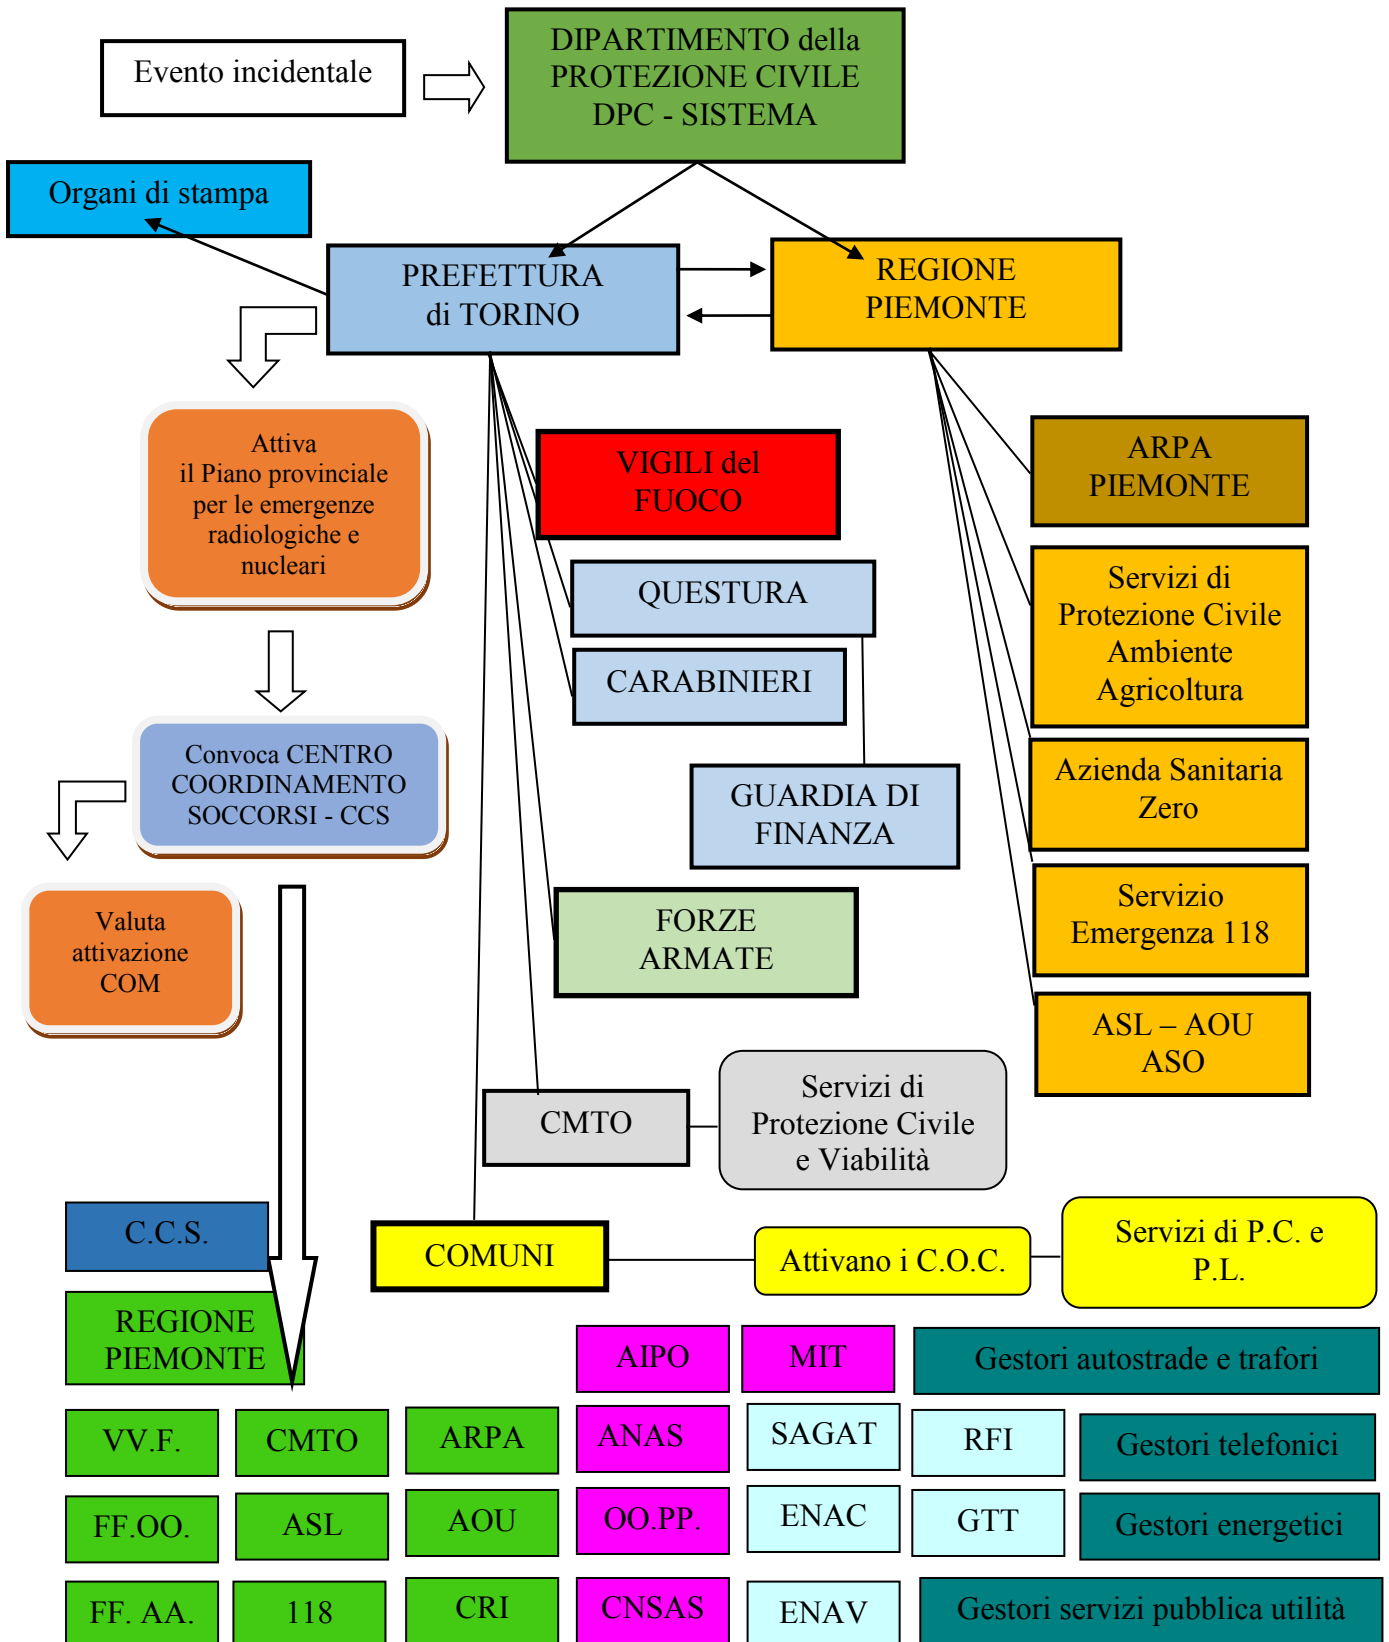 Evento incidentale
DIPARTIMENTO della
PROTEZIONE CIVILE
DPC - SISTEMA
Organi di stampa
PREFETTURA
di TORINO
REGIONE
PIEMONTE
Attiva
il Piano provinciale
per le emergenze
radiologiche e
nucleari
VIGILI del
FUOCO
ARPA
PIEMONTE
QUESTURA
Servizi di
Protezione Civile
Ambiente
Agricoltura
CARABINIERI
Convoca CENTRO
COORDINAMENTO
SOCCORSI - CCS
GUARDIA DI
FINANZA
Azienda Sanitaria
Zero
Valuta
attivazione
COM
FORZE
ARMATE
Servizio
Emergenza 118
ASL – AOU
ASO
CMTO
Servizi di
Protezione Civile
e Viabilità
C.C.S.
COMUNI
Attivano i C.O.C.
Servizi di P.C. e
P.L.
REGIONE
PIEMONTE
AIPO
MIT
Gestori autostrade e trafori
VV.F.
CMTO
ARPA
ANAS
SAGAT
RFI
Gestori telefonici
FF.OO.
ASL
AOU
OO.PP.
ENAC
GTT
Gestori energetici
FF. AA.
118
CRI
CNSAS
ENAV
Gestori servizi pubblica utilità